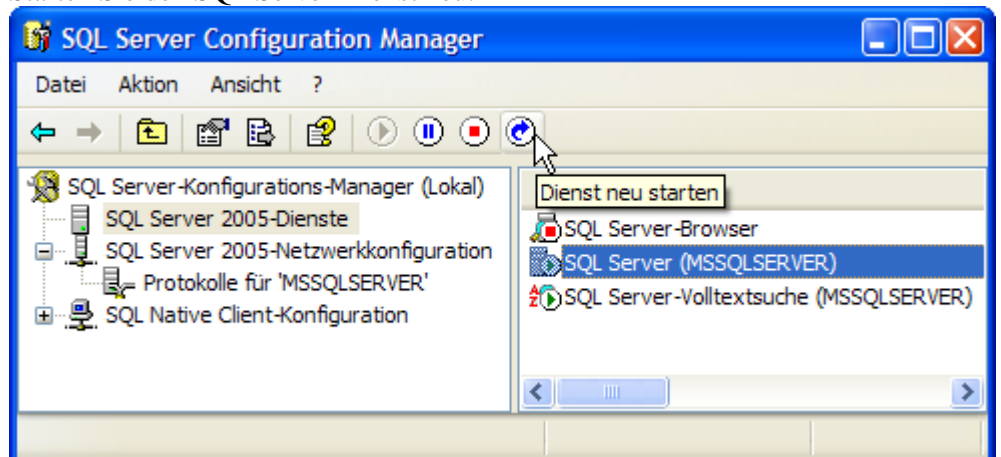 SQL Server Configuration Manager
Datei Aktion Ansicht ?
Dienst neu starten
SQL Server-Konfigurations-Manager (Lokal)
SQL Server 2005-Dienste
SQL Server 2005-Netzwerkkonfiguration
Protokolle für 'MSSQLSERVER'
SQL Native Client-Konfiguration
SQL Server-Browser
SQL Server (MSSQLSERVER)
SQL Server-Volltextsuche (MSSQLSERVER)